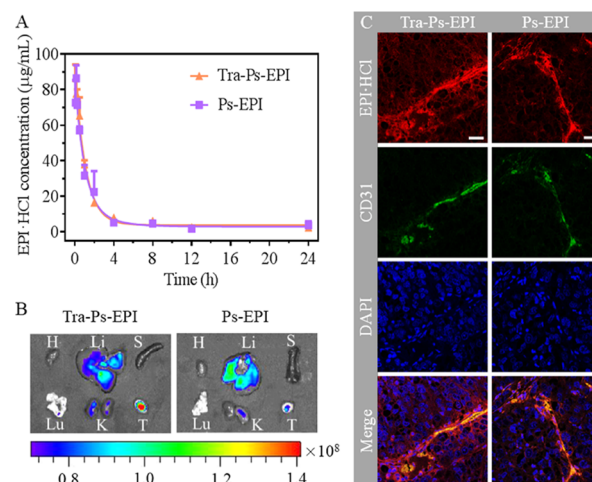 A
EPI·HCl concentration (µg/mL)
100
80
60
40
20
0
Tra-Ps-EPI
Ps-EPI
0
4
8
12
16
20
24
Time (h)
B
Tra-Ps-EPI
Ps-EPI
H Li S
Lu K T
H Li S
Lu K T
0.8 1.0 1.2 1.4 ×10⁸
C
Tra-Ps-EPI
Ps-EPI
EPI·HCl
CD31
DAPI
Merge